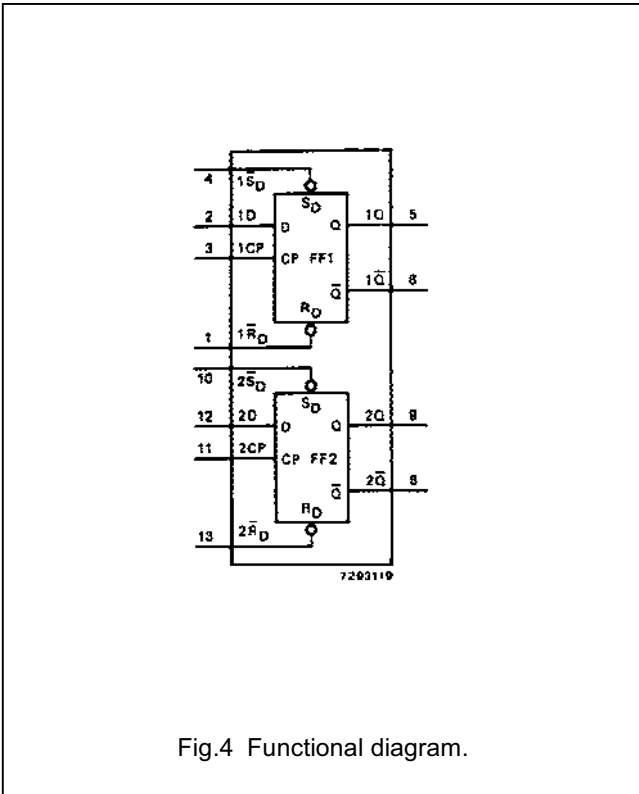 4 1S̅D
SD
2 1D D Q 1Q 5
3 1CP CP FF1
Q̅ 1Q̅ 6
RD
1 1R̅D
10 2S̅D
SD
12 2D D Q 2Q 9
11 2CP CP FF2
Q̅ 2Q̅ 8
RD
13 2R̅D
7293119
Fig.4 Functional diagram.